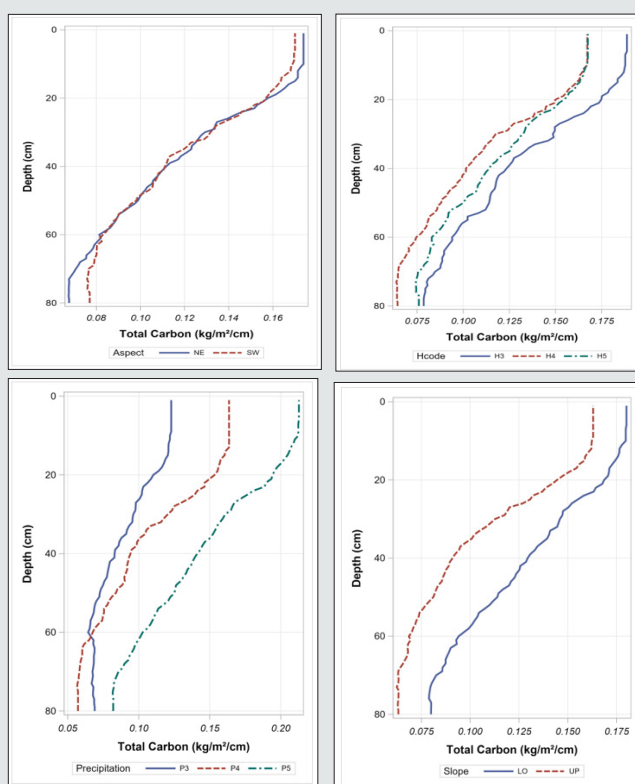 0
20
40
60
80
Depth (cm)
0.08 0.10 0.12 0.14 0.16
Total Carbon (kg/m²/cm)
Aspect NE SW
0
20
40
60
80
Depth (cm)
0.075 0.100 0.125 0.150 0.175
Total Carbon (kg/m²/cm)
Hcode H3 H4 H5
0
20
40
60
80
Depth (cm)
0.05 0.10 0.15 0.20
Total Carbon (kg/m²/cm)
Precipitation P3 P4 P5
0
20
40
60
80
Depth (cm)
0.075 0.100 0.125 0.150 0.175
Total Carbon (kg/m²/cm)
Slope LO UP